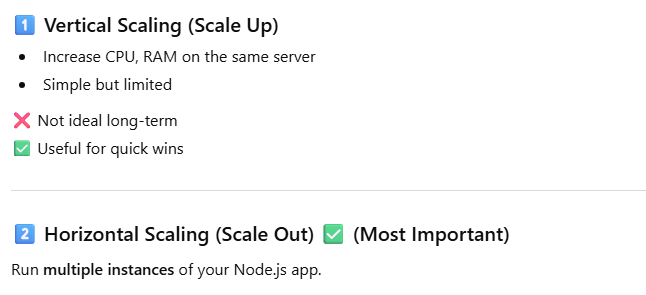 1️⃣ Vertical Scaling (Scale Up)
• Increase CPU, RAM on the same server
• Simple but limited
❌ Not ideal long-term
✅ Useful for quick wins
2️⃣ Horizontal Scaling (Scale Out) ✅ (Most Important)
Run multiple instances of your Node.js app.